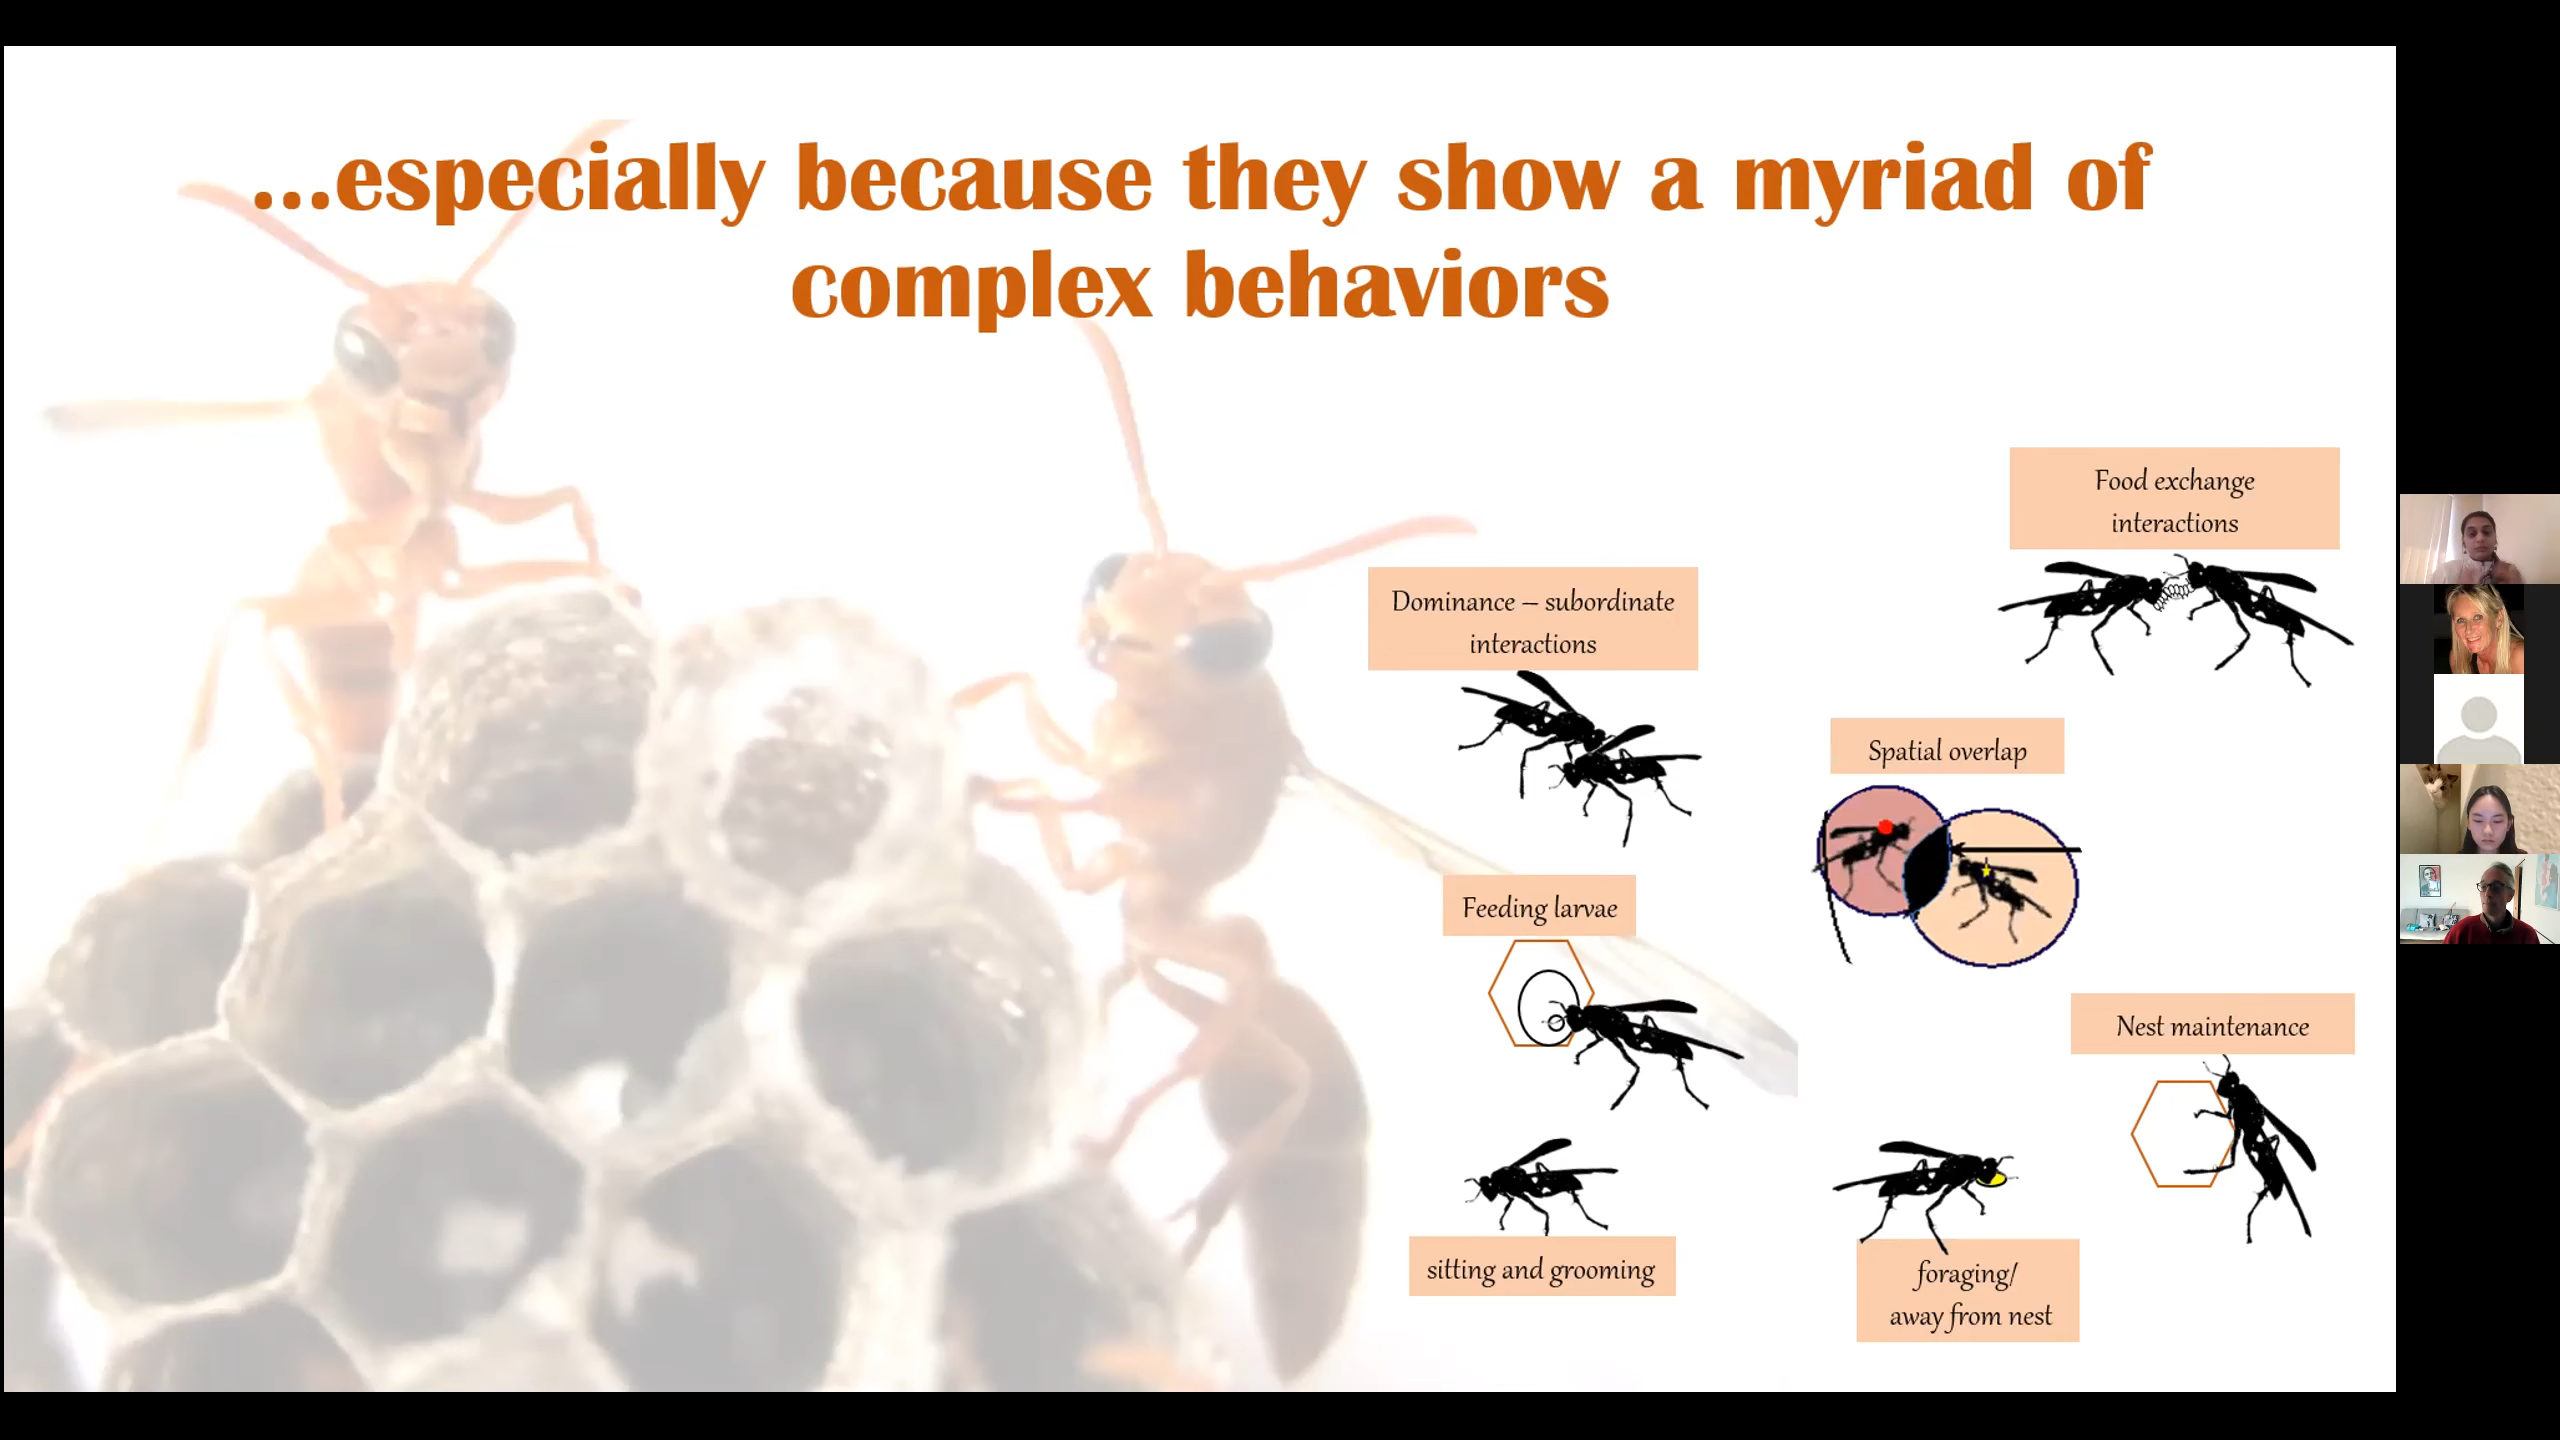 ...especially because they show a myriad of
complex behaviors
Food exchange
interactions
Dominance – subordinate
interactions
Spatial overlap
Feeding larvae
Nest maintenance
sitting and grooming
foraging/
away from nest